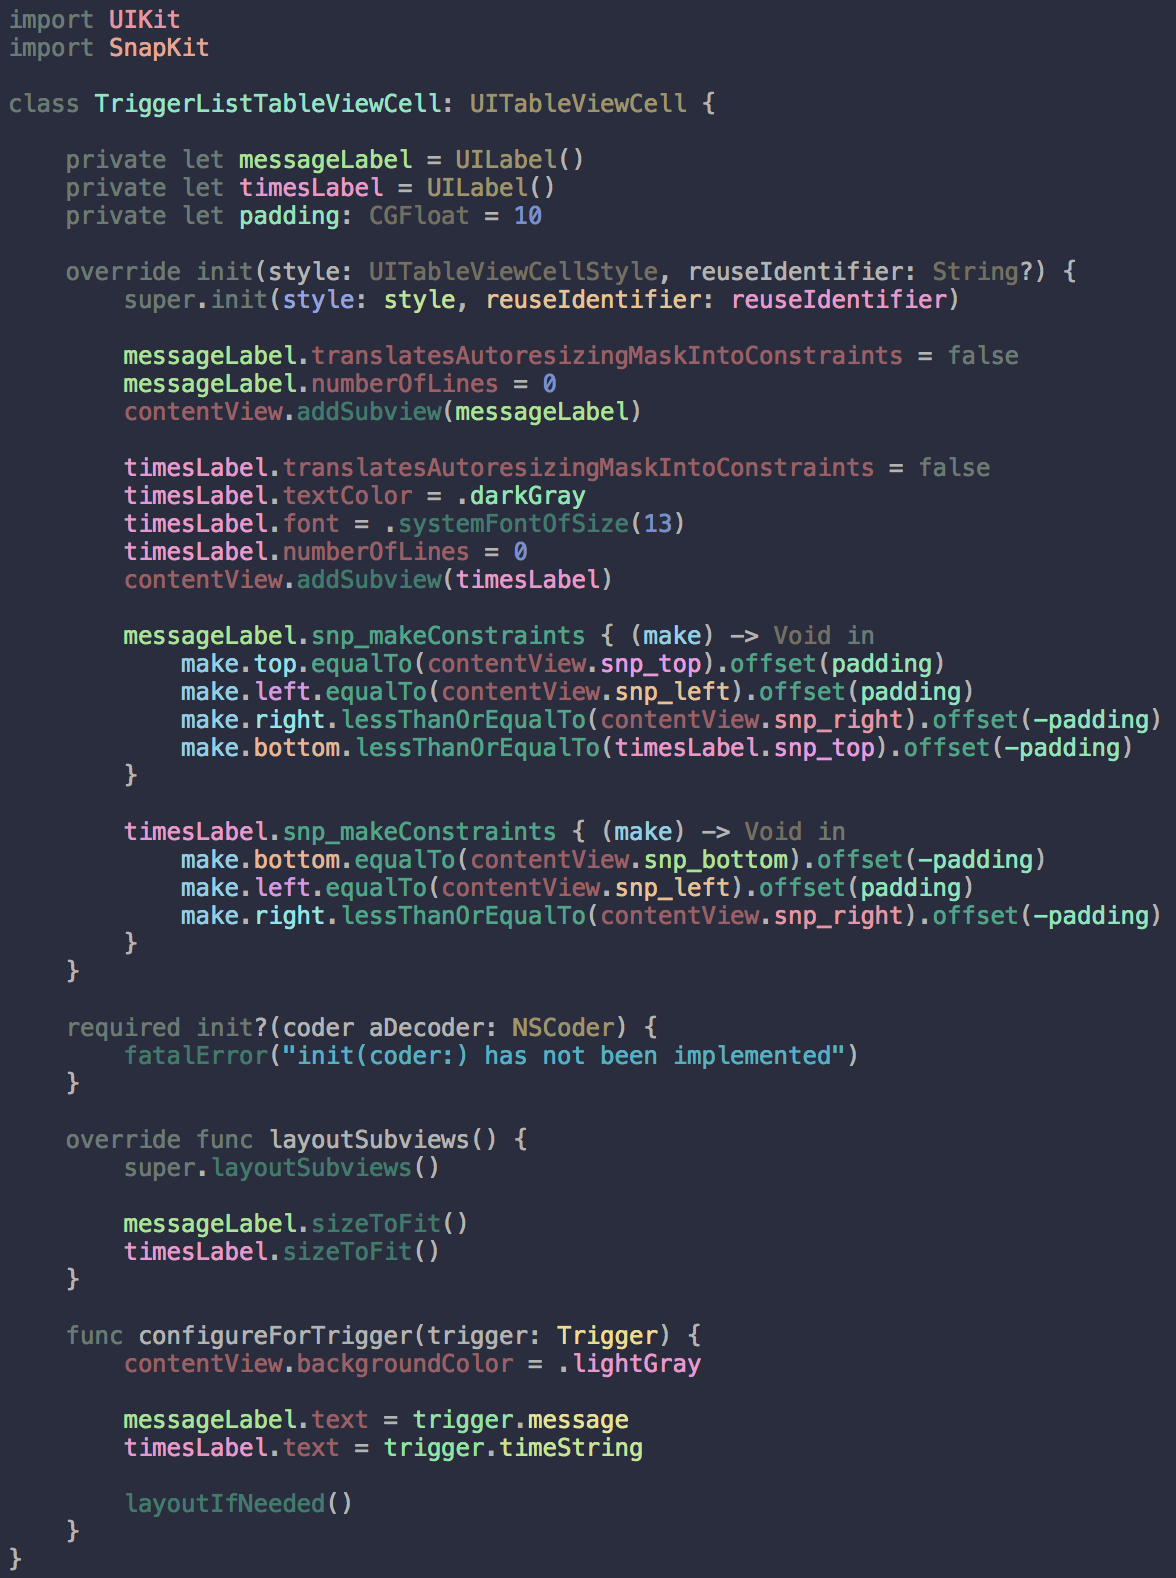 import UIKit
import SnapKit

class TriggerListTableViewCell: UITableViewCell {

    private let messageLabel = UILabel()
    private let timesLabel = UILabel()
    private let padding: CGFloat = 10

    override init(style: UITableViewCellStyle, reuseIdentifier: String?) {
        super.init(style: style, reuseIdentifier: reuseIdentifier)

        messageLabel.translatesAutoresizingMaskIntoConstraints = false
        messageLabel.numberOfLines = 0
        contentView.addSubview(messageLabel)

        timesLabel.translatesAutoresizingMaskIntoConstraints = false
        timesLabel.textColor = .darkGray
        timesLabel.font = .systemFontOfSize(13)
        timesLabel.numberOfLines = 0
        contentView.addSubview(timesLabel)

        messageLabel.snp_makeConstraints { (make) -> Void in
            make.top.equalTo(contentView.snp_top).offset(padding)
            make.left.equalTo(contentView.snp_left).offset(padding)
            make.right.lessThanOrEqualTo(contentView.snp_right).offset(-padding)
            make.bottom.lessThanOrEqualTo(timesLabel.snp_top).offset(-padding)
        }

        timesLabel.snp_makeConstraints { (make) -> Void in
            make.bottom.equalTo(contentView.snp_bottom).offset(-padding)
            make.left.equalTo(contentView.snp_left).offset(padding)
            make.right.lessThanOrEqualTo(contentView.snp_right).offset(-padding)
        }
    }

    required init?(coder aDecoder: NSCoder) {
        fatalError("init(coder:) has not been implemented")
    }

    override func layoutSubviews() {
        super.layoutSubviews()

        messageLabel.sizeToFit()
        timesLabel.sizeToFit()
    }

    func configureForTrigger(trigger: Trigger) {
        contentView.backgroundColor = .lightGray

        messageLabel.text = trigger.message
        timesLabel.text = trigger.timeString

        layoutIfNeeded()
    }
}